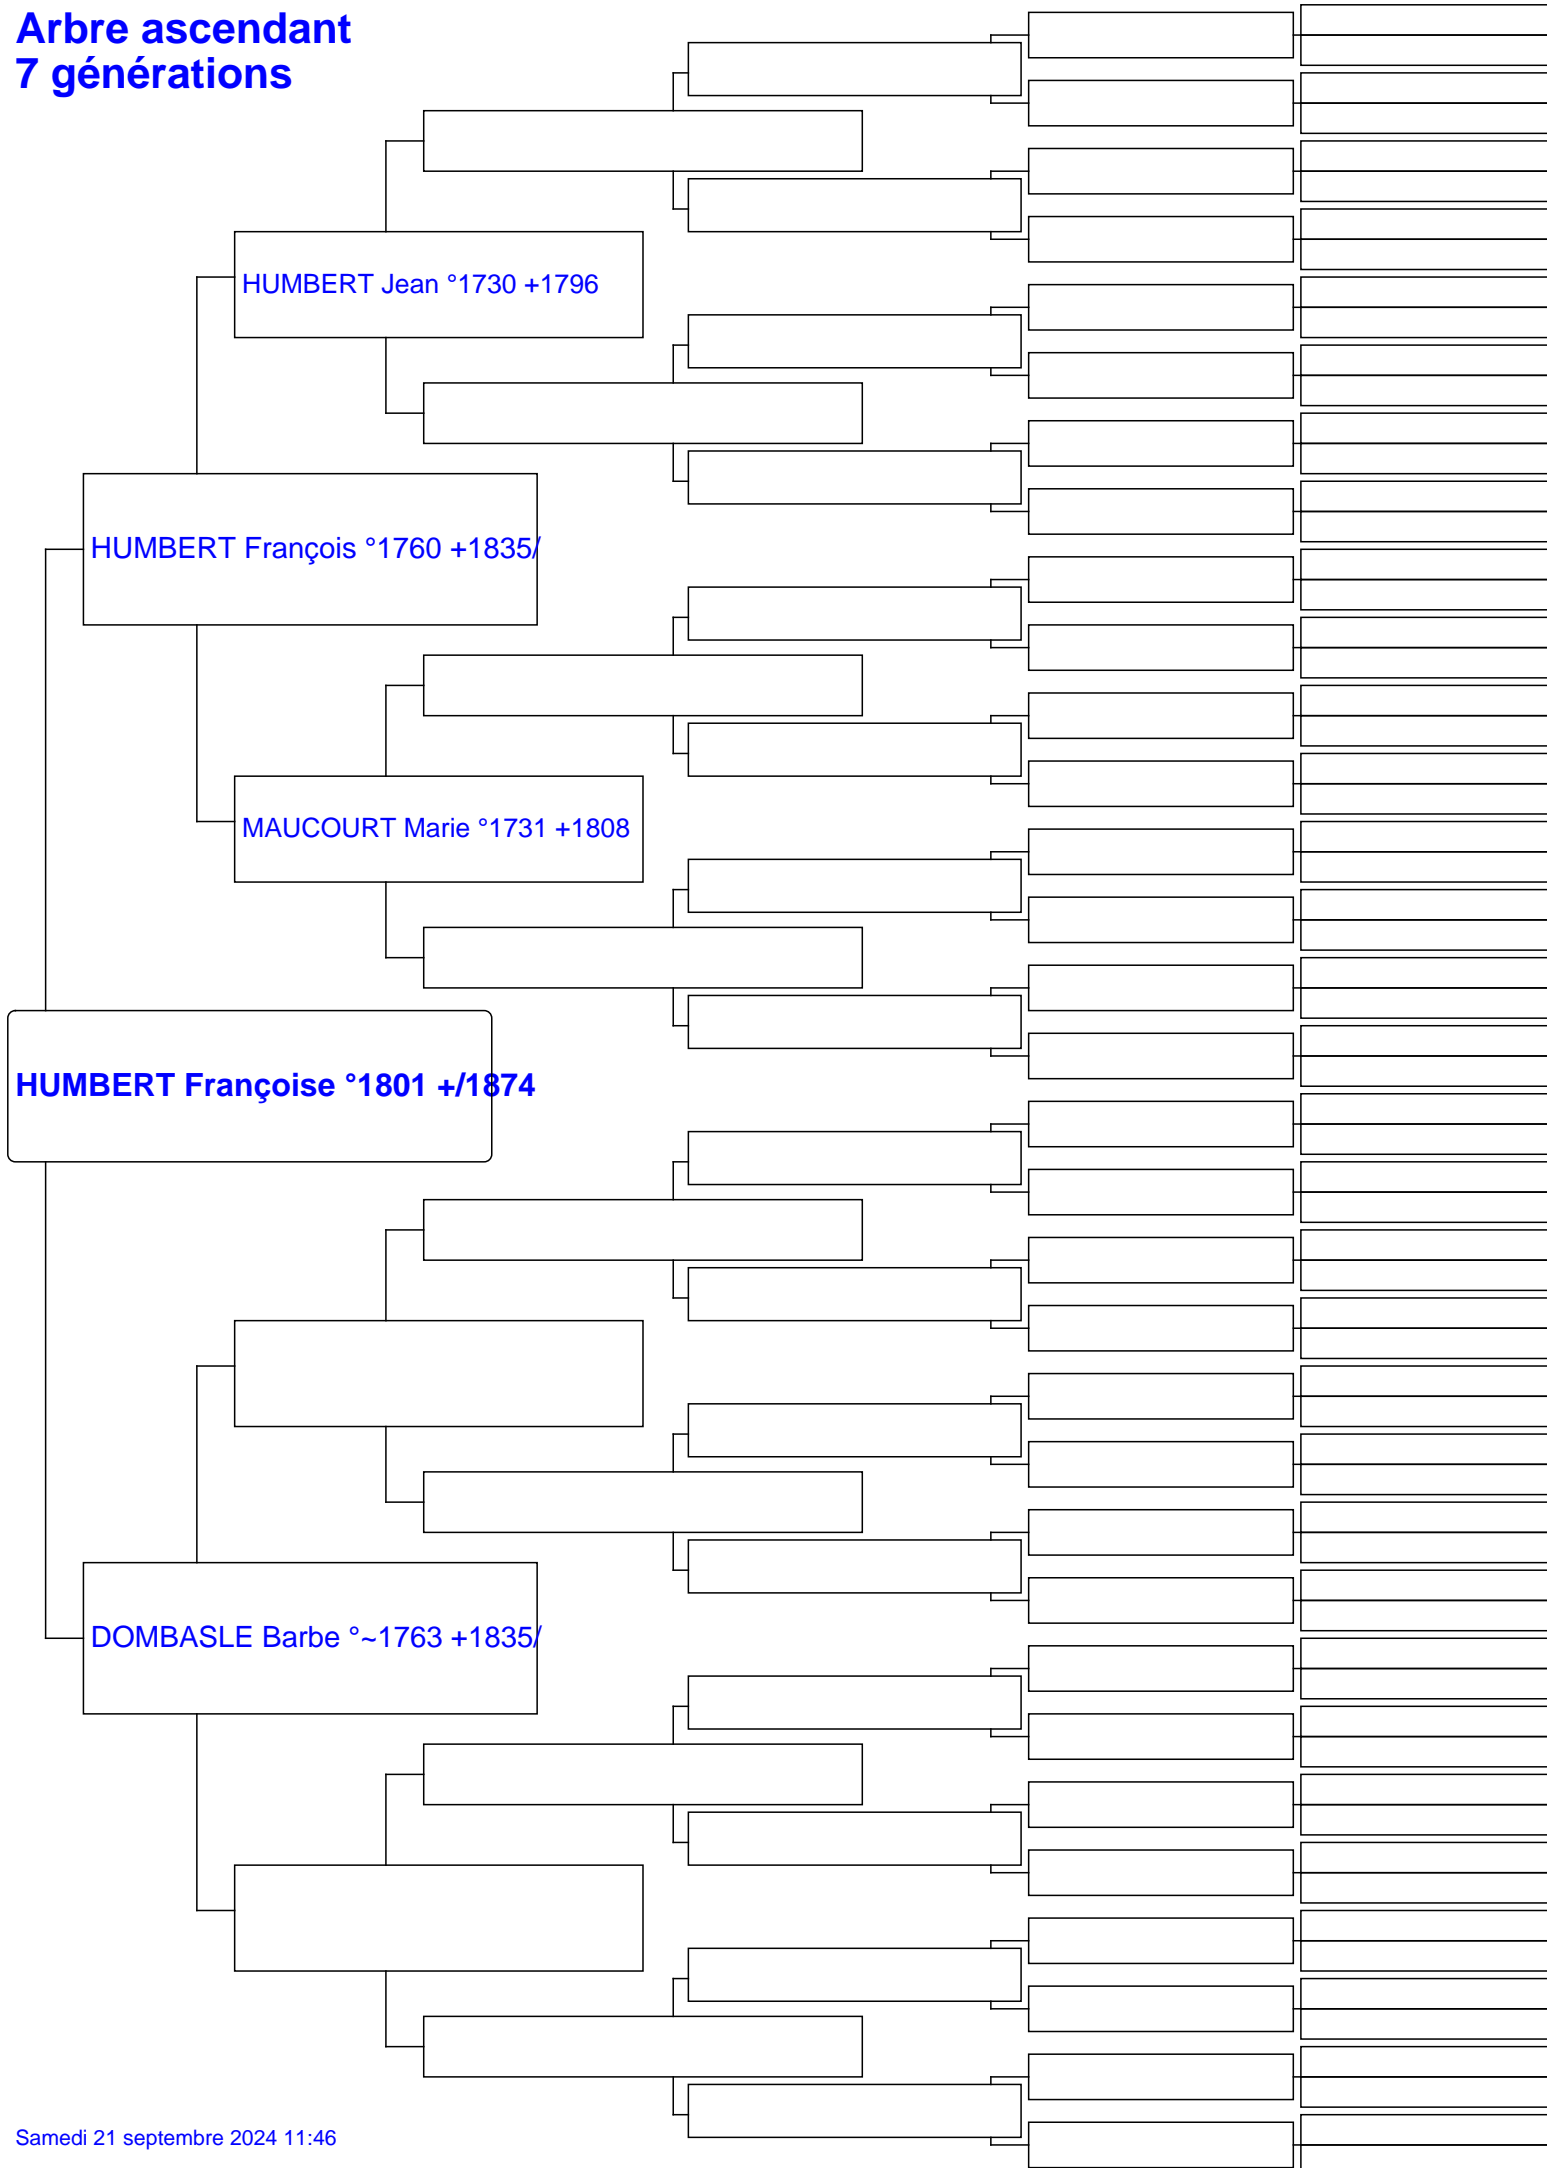 Arbre ascendant
7 générations
HUMBERT Jean °1730 +1796
HUMBERT François °1760 +1835/
MAUCOURT Marie °1731 +1808
HUMBERT Françoise °1801 +/1874
DOMBASLE Barbe °~1763 +1835/
Samedi 21 septembre 2024 11:46